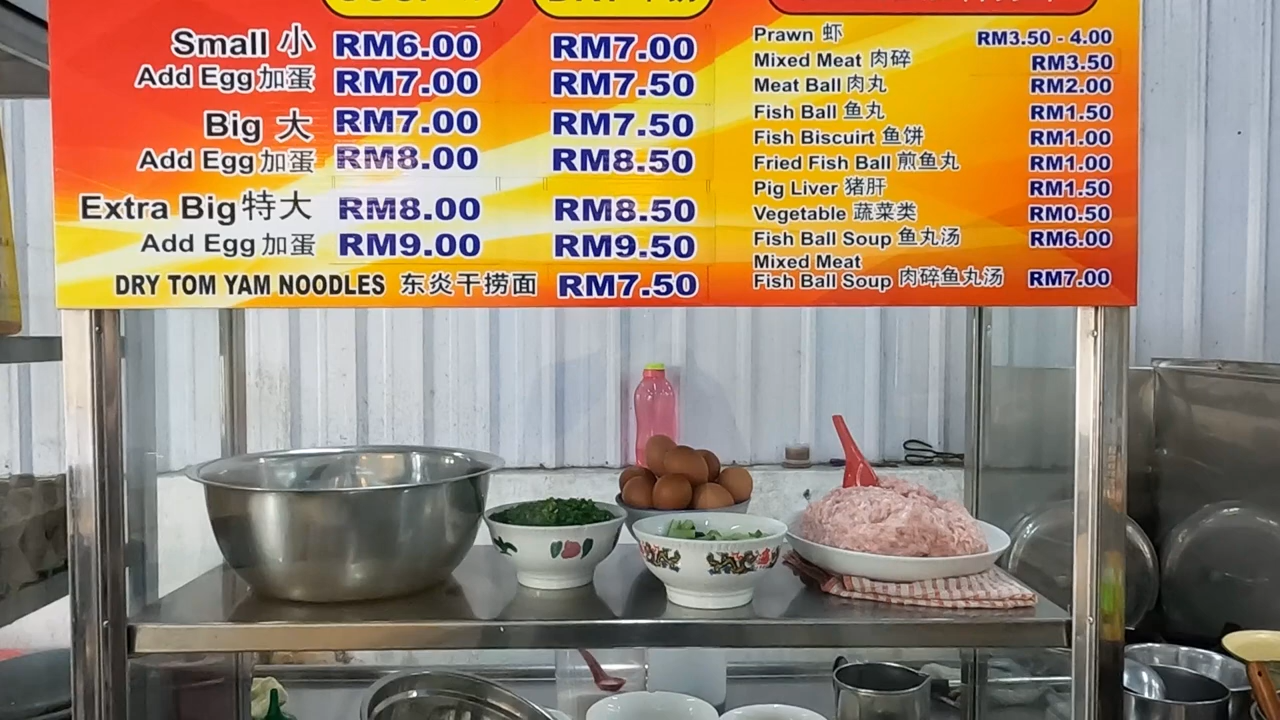 Small 小 RM6.00 RM7.00
Add Egg 加蛋 RM7.00 RM7.50
Big 大 RM7.00 RM7.50
Add Egg 加蛋 RM8.00 RM8.50
Extra Big 特大 RM8.00 RM8.50
Add Egg 加蛋 RM9.00 RM9.50
DRY TOM YAM NOODLES 东炎干捞面 RM7.50
Prawn 虾 RM3.50 - 4.00
Mixed Meat 肉碎 RM3.50
Meat Ball 肉丸 RM2.00
Fish Ball 鱼丸 RM1.50
Fish Biscuirt 鱼饼 RM1.00
Fried Fish Ball 煎鱼丸 RM1.00
Pig Liver 猪肝 RM1.50
Vegetable 蔬菜类 RM0.50
Fish Ball Soup 鱼丸汤 RM6.00
Mixed Meat
Fish Ball Soup 肉碎鱼丸汤 RM7.00